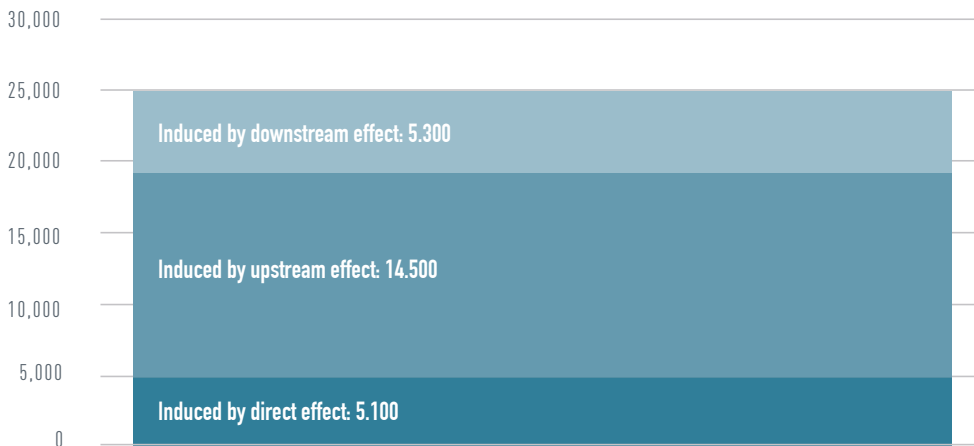 30,000
25,000
Induced by downstream effect: 5.300
20,000
15,000
Induced by upstream effect: 14.500
10,000
5,000
Induced by direct effect: 5.100
0